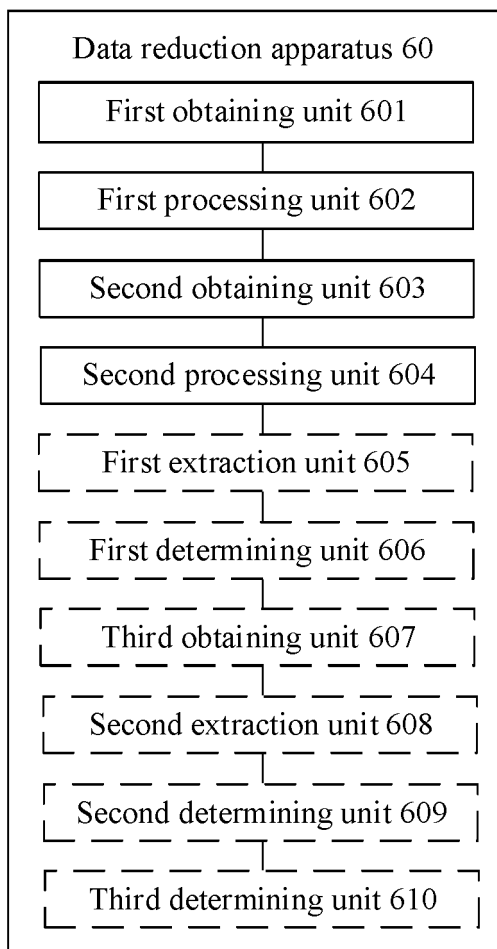 Data reduction apparatus 60
First obtaining unit 601
First processing unit 602
Second obtaining unit 603
Second processing unit 604
First extraction unit 605
First determining unit 606
Third obtaining unit 607
Second extraction unit 608
Second determining unit 609
Third determining unit 610